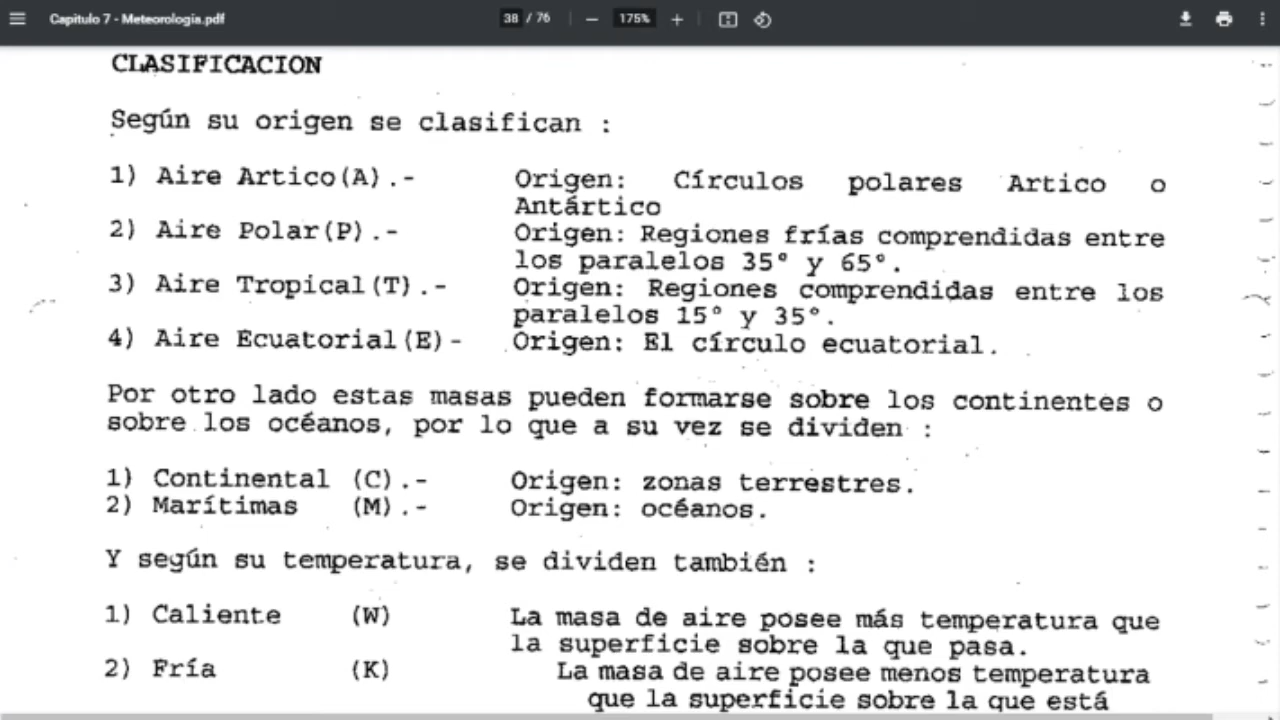 Capitulo 7 - Meteorologia.pdf
38 / 76
175%
CLASIFICACION
Según su origen se clasifican :
1) Aire Artico(A).- Origen: Círculos polares Artico o
Antártico
2) Aire Polar(P).- Origen: Regiones frías comprendidas entre
los paralelos 35° y 65°.
3) Aire Tropical(T).- Origen: Regiones comprendidas entre los
paralelos 15° y 35°.
4) Aire Ecuatorial(E)- Origen: El círculo ecuatorial.
Por otro lado estas masas pueden formarse sobre los continentes o
sobre los océanos, por lo que a su vez se dividen :
1) Continental (C).- Origen: zonas terrestres.
2) Marítimas (M).- Origen: océanos.
Y según su temperatura, se dividen también :
1) Caliente (W) La masa de aire posee más temperatura que
la superficie sobre la que pasa.
2) Fría (K) La masa de aire posee menos temperatura
que la superficie sobre la que está